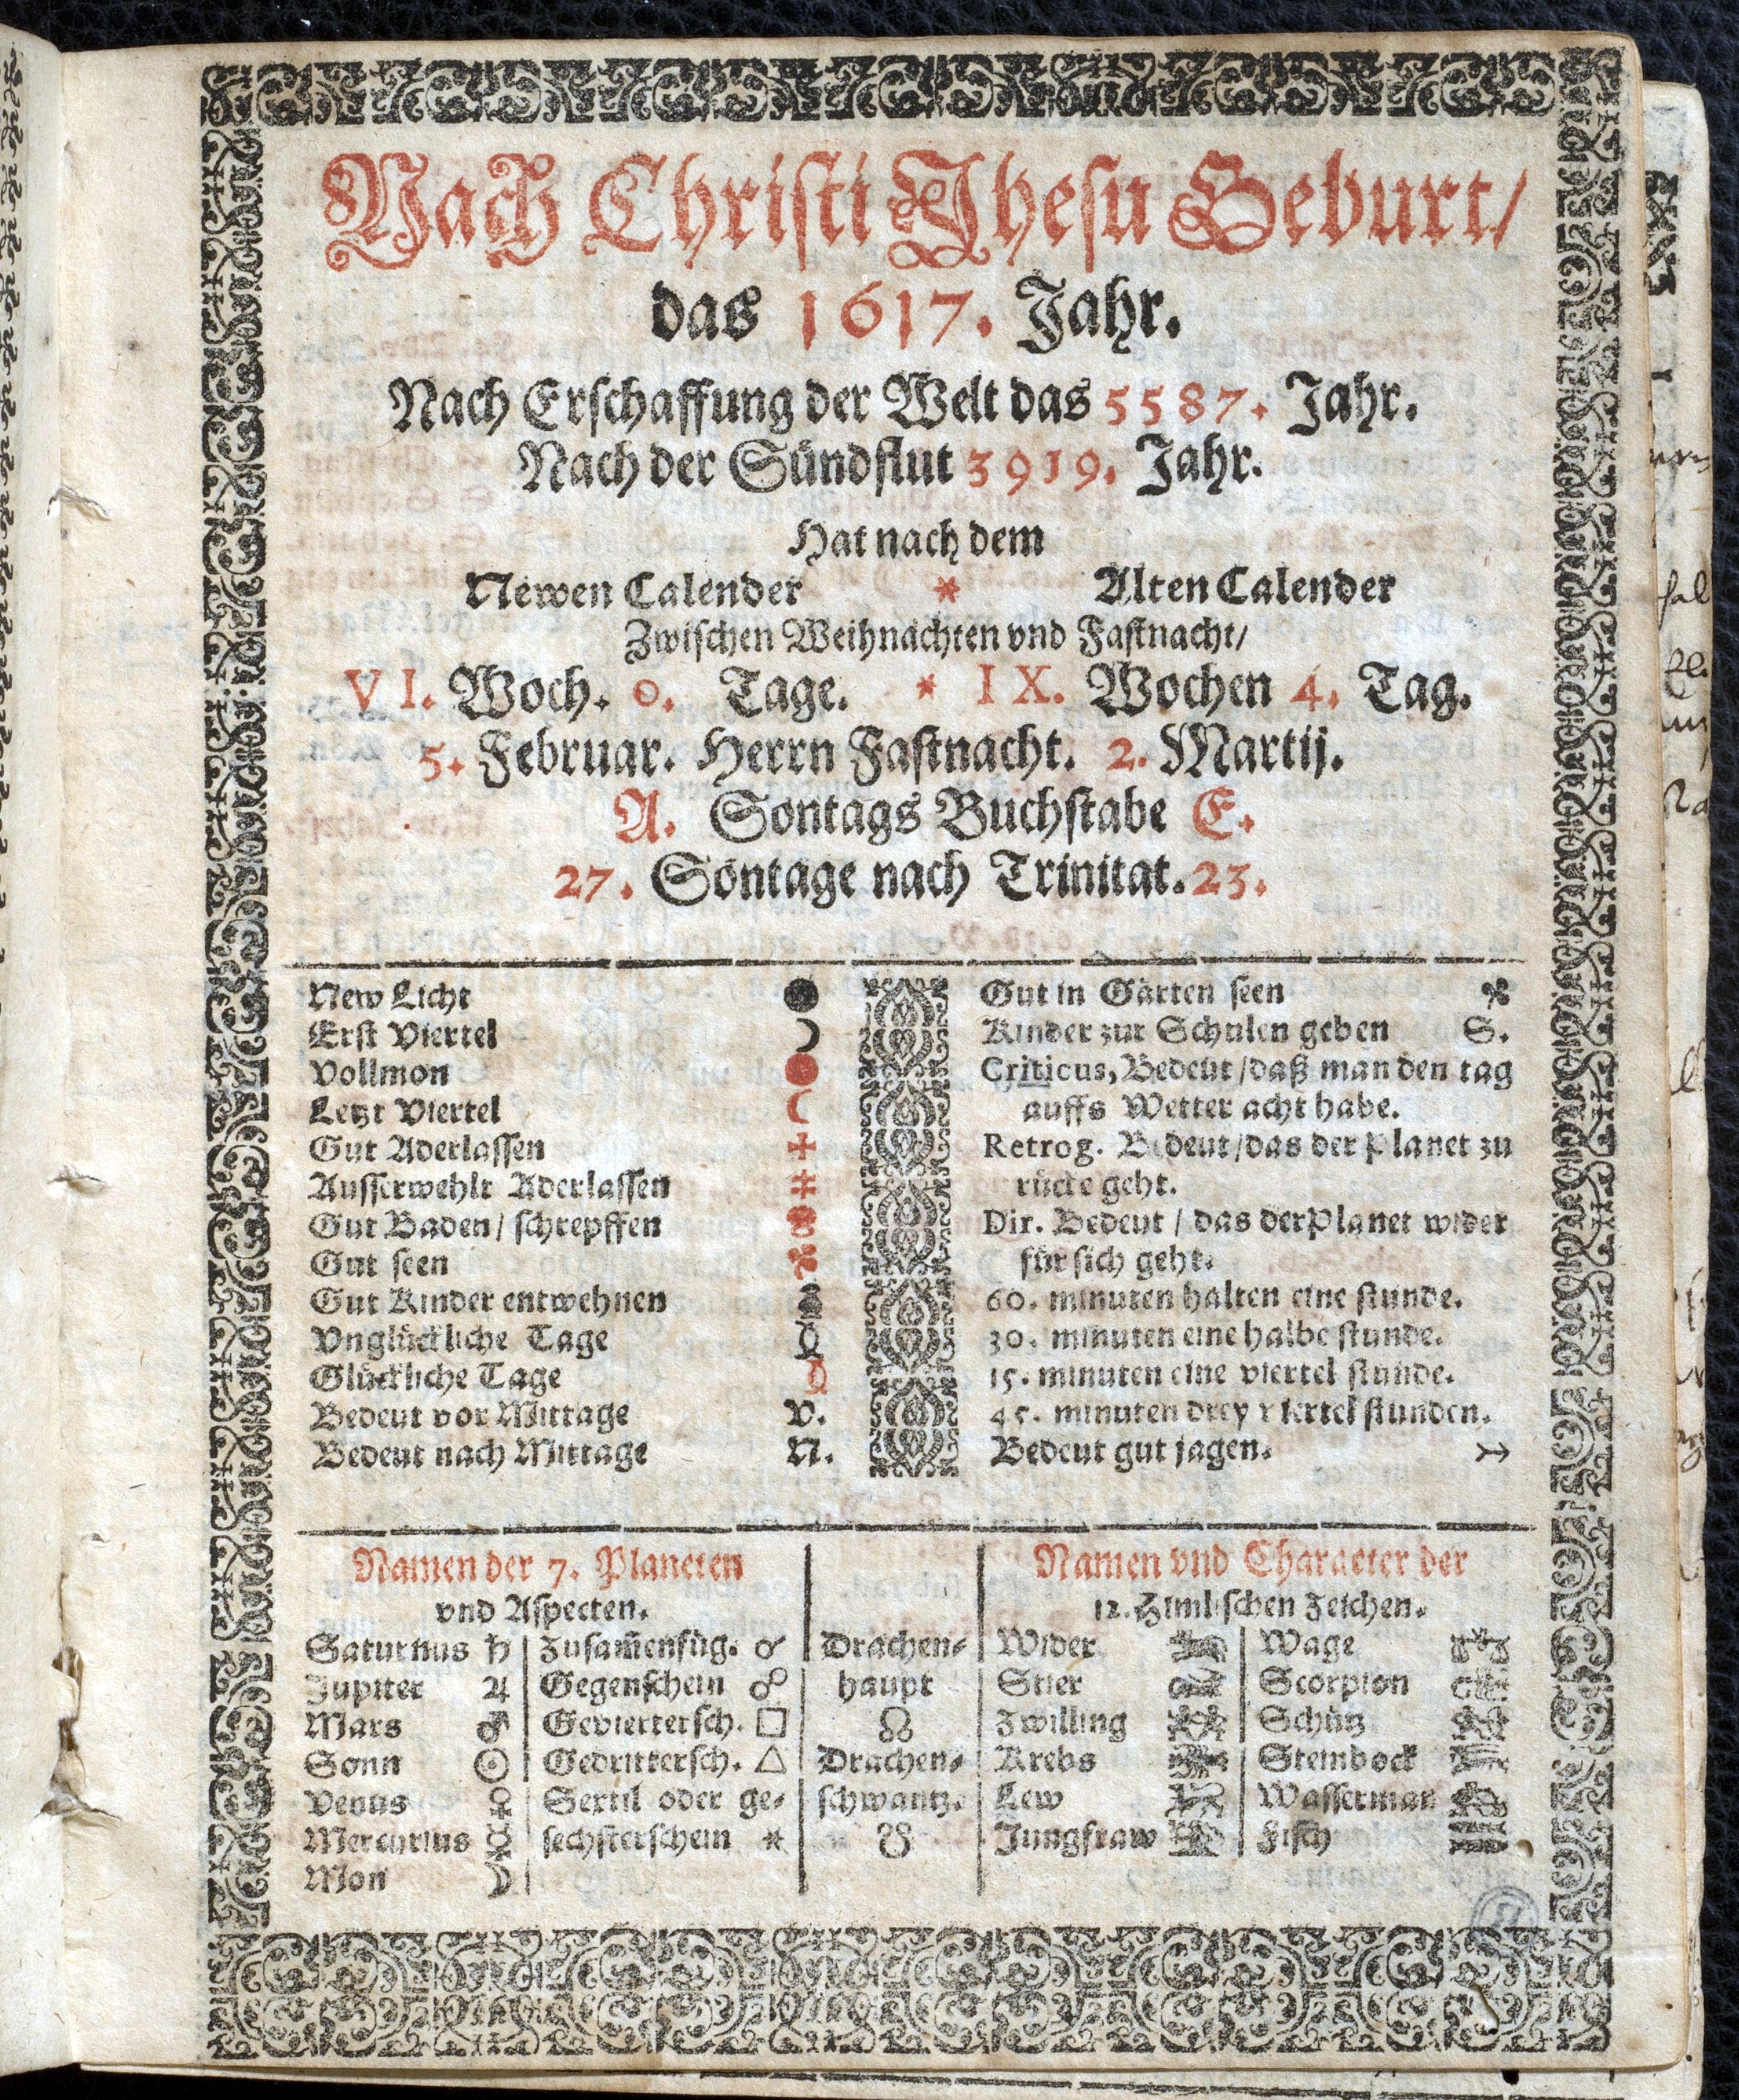 Nach Christi Jhesu Geburt/
das 1617. Jahr.
Nach Erschaffung der Welt das 5587. Jahr.
Nach der Sündflut 3919. Jahr.
Hat nach dem
Newen Calender * Alten Calender
Zwischen Weihnachten vnd Fastnacht/
VI. Woch. 0. Tage. * IX. Wochen 4. Tag.
5. Februar. Herrn Fastnacht. 2. Martij.
A. Sontags Buchstabe E.
27. Sontage nach Trinitat. 23.
New Licht ●
Erst Viertel ☽
Vollmon ●
Letzt Viertel ☾
Gut Aderlassen +
Ausserwehlt Aderlassen ‡
Gut Baden/ schrepffen
Gut seen
Gut Kinder entwehnen
Vnglückliche Tage
Glückliche Tage
Bedeut vor Mittage V.
Bedeut nach Mittage N.
Gut in Gärten seen
Kinder zur Schulen geben S.
Criticus, Bedeut/daß man den tag
auffs Wetter acht habe.
Retrog. Bedeut/das der Planet zu
rücke geht.
Dir. Bedeut/ das der Planet wider
für sich geht.
60. minuten halten eine stunde.
30. minuten eine halbe stunde.
15. minuten eine viertel stunde.
45. minuten drey viertel stunden.
Bedeut gut jagen. ↣
Namen der 7. Planeten
vnd Aspecten.
Saturnus ♄
Jupiter ♃
Mars ♂
Sonn ☉
Venus ♀
Mercurius ☿
Mon ☽
Zusam̃enfüg. ☌
Gegenschein ☍
Geviertersch. □
Gedrittersch. △
Sextil oder ge-
sechsterschein *
Drachen-
haupt
☊
Drachen-
schwantz.
☋
Namen vnd Character der
12. Himlischen Zeichen.
Wider
Stier
Zwilling
Krebs
Lew
Jungfraw
Wage
Scorpion
Schütz
Steinbock
Wasserman
Fisch